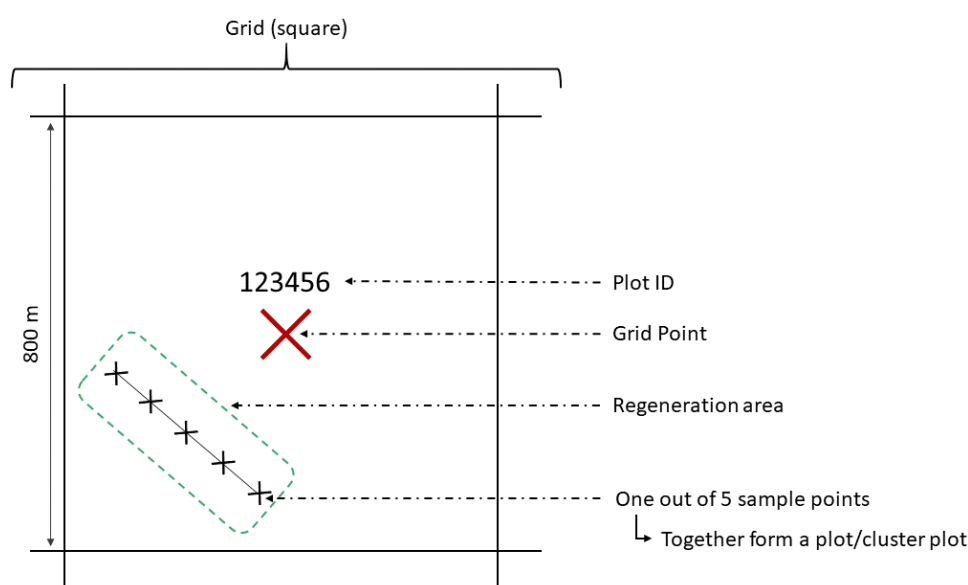 Grid (square)
800 m
123456
Plot ID
Grid Point
Regeneration area
One out of 5 sample points
Together form a plot/cluster plot